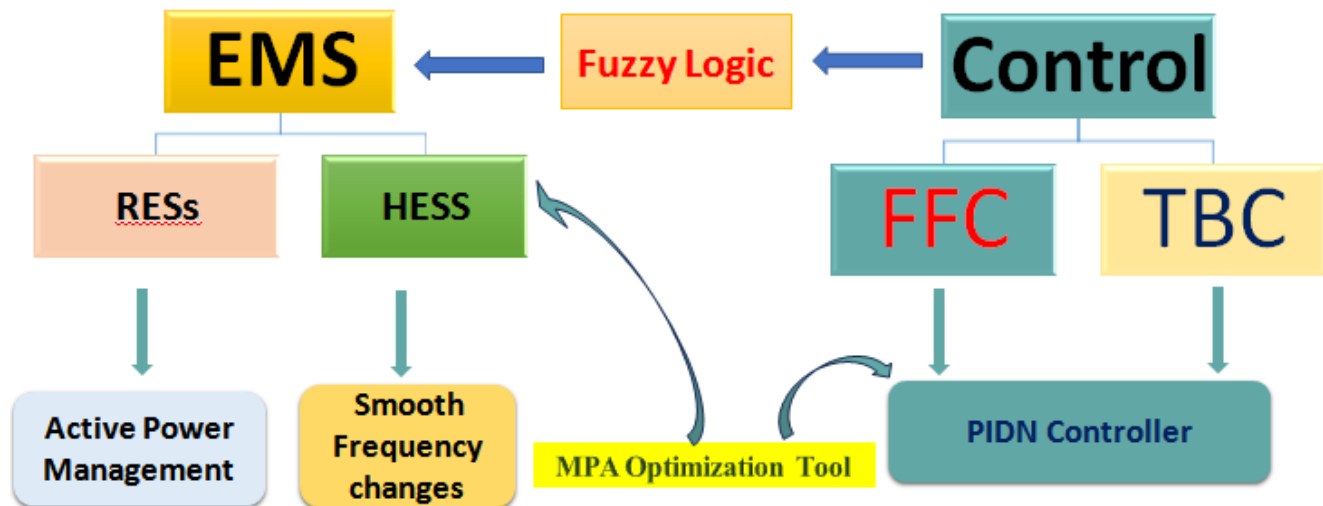 EMS
Fuzzy Logic
Control
RESs
HESS
FFC
TBC
Active Power
Management
Smooth
Frequency
changes
MPA Optimization Tool
PIDN Controller